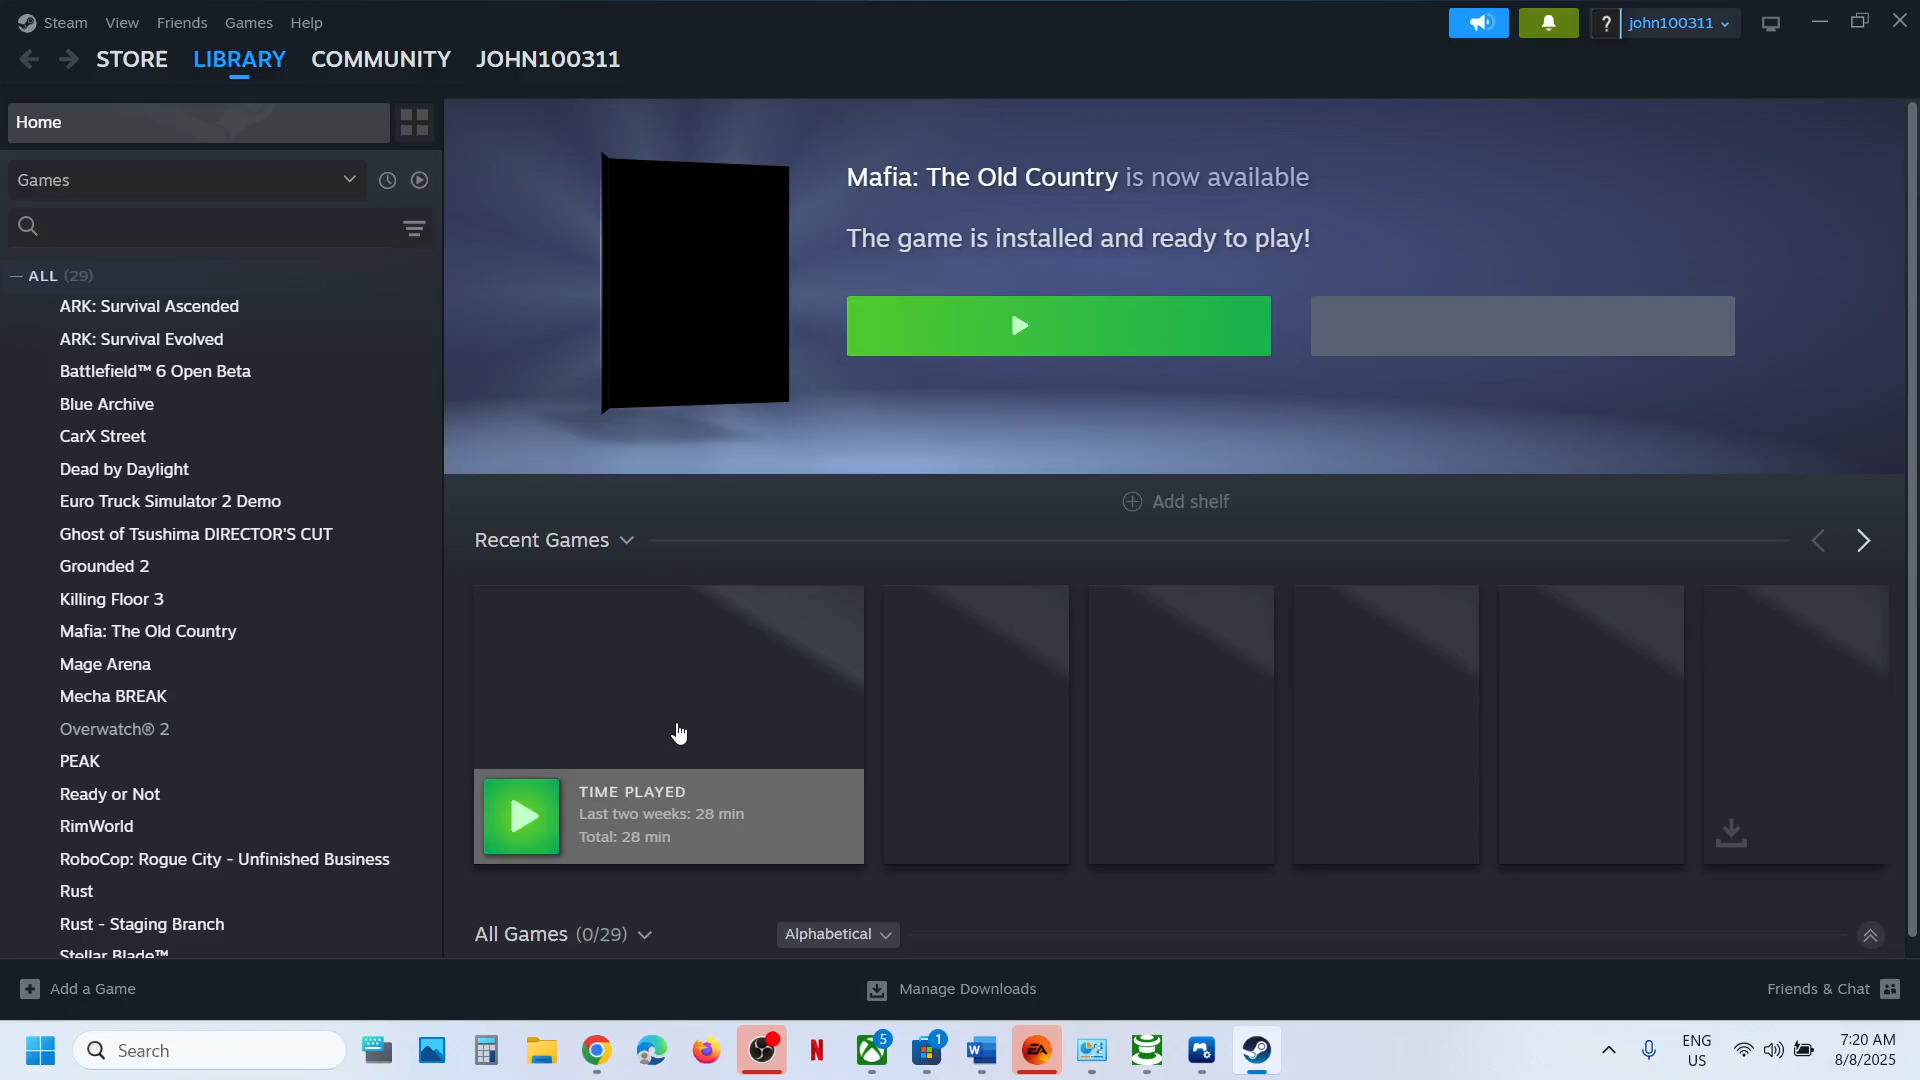 Steam View Friends Games Help
john100311
STORE LIBRARY COMMUNITY JOHN100311
Home
Games
ALL (29)
ARK: Survival Ascended
ARK: Survival Evolved
Battlefield™ 6 Open Beta
Blue Archive
CarX Street
Dead by Daylight
Euro Truck Simulator 2 Demo
Ghost of Tsushima DIRECTOR'S CUT
Grounded 2
Killing Floor 3
Mafia: The Old Country
Mage Arena
Mecha BREAK
Overwatch® 2
PEAK
Ready or Not
RimWorld
RoboCop: Rogue City - Unfinished Business
Rust
Rust - Staging Branch
Stellar Blade™
Mafia: The Old Country is now available
The game is installed and ready to play!
Add shelf
Recent Games
TIME PLAYED
Last two weeks: 28 min
Total: 28 min
All Games (0/29)
Alphabetical
Add a Game
Manage Downloads
Friends & Chat
Search
5
1
ENG
US
7:20 AM
8/8/2025